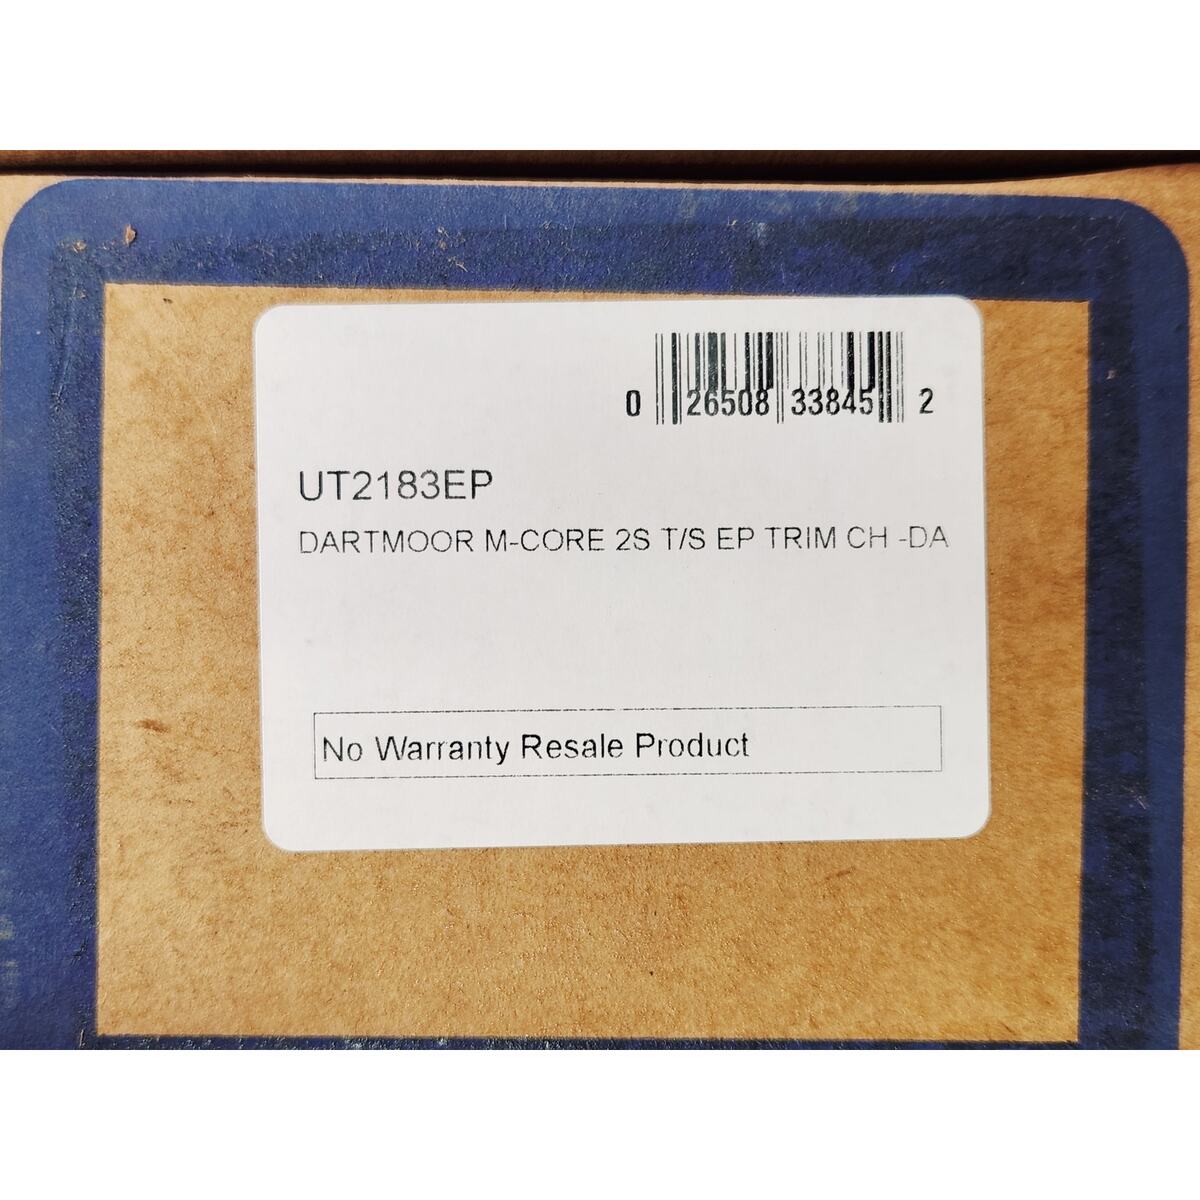 0 26508 33845 2
UT2183EP
DARTMOOR M-CORE 2S T/S EP TRIM CH -DA
No Warranty Resale Product